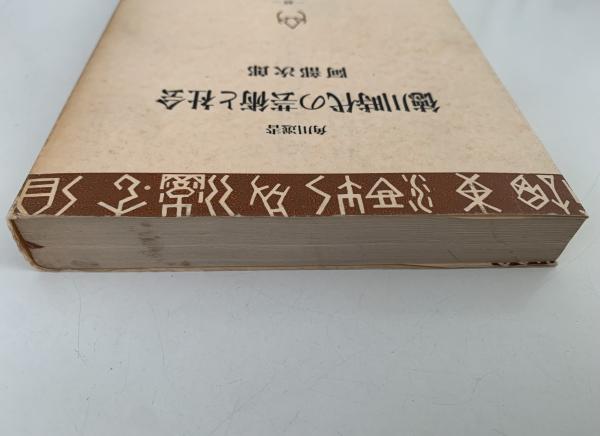 角川選書
徳川時代の芸術と社会
阿部次郎